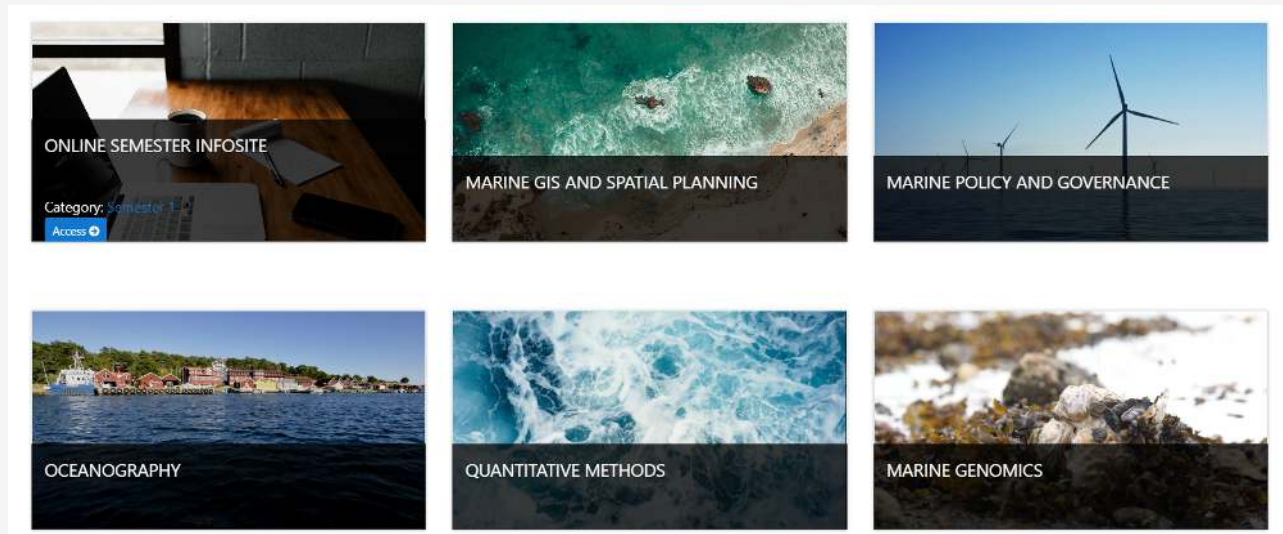 ONLINE SEMESTER INFOSITE
Category: Semester 1
Access
MARINE GIS AND SPATIAL PLANNING
MARINE POLICY AND GOVERNANCE
OCEANOGRAPHY
QUANTITATIVE METHODS
MARINE GENOMICS